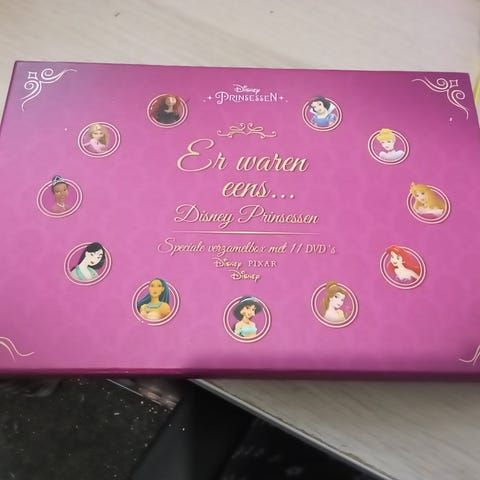 Disney
PRINSESSEN
Er waren
eens...
Disney Prinsessen
Speciale verzamelbox met 11 DVD's
Disney PIXAR
Disney